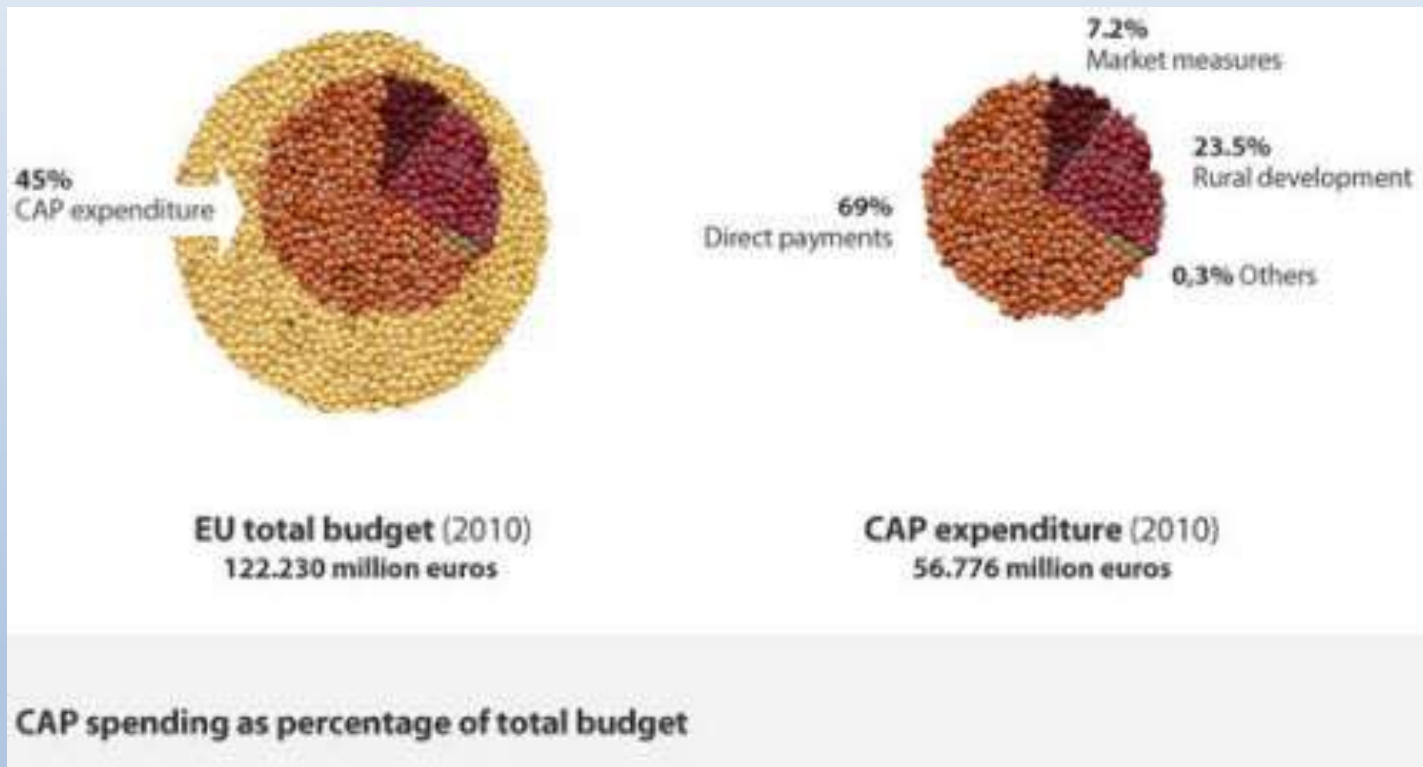 45%
CAP expenditure
7.2%
Market measures
23.5%
Rural development
69%
Direct payments
0,3% Others
EU total budget (2010)
122.230 million euros
CAP expenditure (2010)
56.776 million euros
CAP spending as percentage of total budget